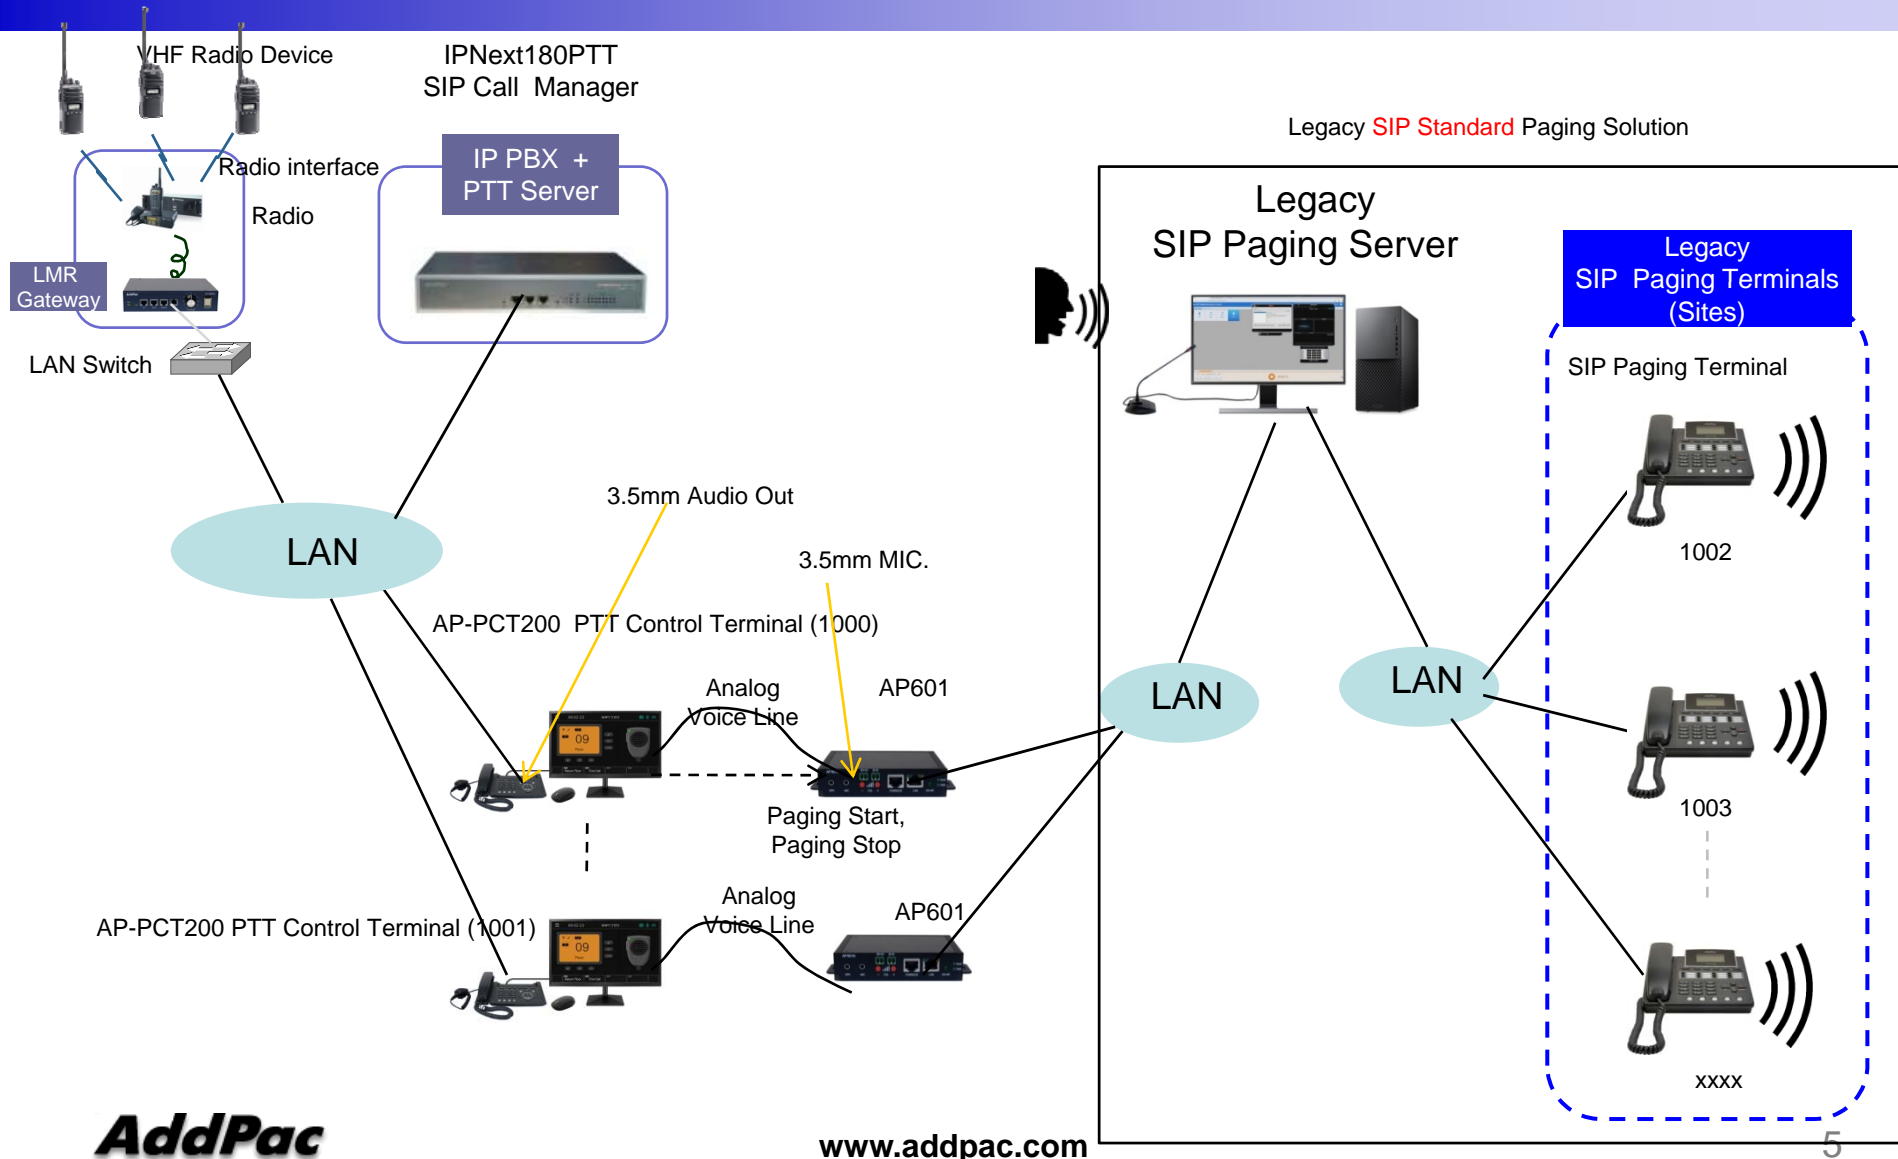 VHF Radio Device
IPNext180PTT
SIP Call Manager
Legacy SIP Standard Paging Solution
IP PBX +
PTT Server
Radio interface
Radio
LMR
Gateway
LAN Switch
Legacy
SIP Paging Server
Legacy
SIP Paging Terminals
(Sites)
SIP Paging Terminal
1002
LAN
3.5mm Audio Out
3.5mm MIC.
AP-PCT200 PTT Control Terminal (1000)
Analog
Voice Line
AP601
LAN
LAN
09
Paging Start,
Paging Stop
1003
Analog
Voice Line
AP601
AP-PCT200 PTT Control Terminal (1001)
09
xxxx
AddPac
www.addpac.com
5